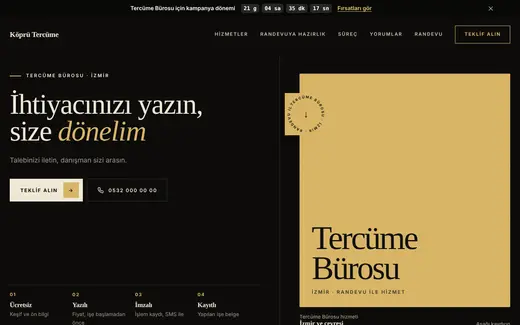 Tercüme Bürosu için kampanya dönemi 21 g 04 sa 35 dk 17 sn Fırsatları gör ×
Köprü Tercüme
HİZMETLER RANDEVUYA HAZIRLIK SÜREÇ YORUMLAR RANDEVU TEKLİF ALIN
TERCÜME BÜROSU · İZMİR
İhtiyacınızı yazın,
size dönelim
Talebinizi iletin, danışman sizi arasın.
TEKLİF ALIN
0532 000 00 00
01
Ücretsiz
Keşif ve ön bilgi
02
Yazılı
Fiyat, işe başlamadan
önce
03
İmzalı
İşlem kaydı, SMS ile
04
Kayıtlı
Yapılan işe belge
Tercüme
Bürosu
İZMİR · RANDEVU İLE HİZMET
Tercüme Bürosu hizmeti
İzmir ve çevresi